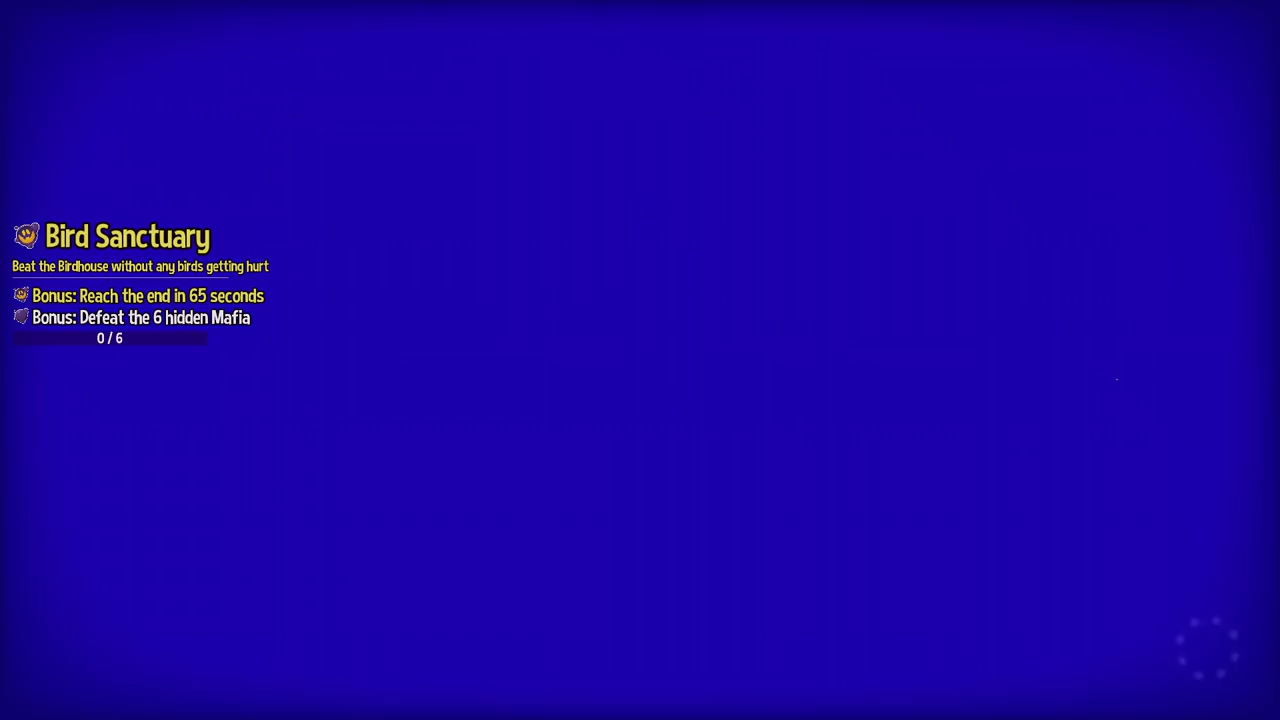 Bird Sanctuary
Beat the Birdhouse without any birds getting hurt
Bonus: Reach the end in 65 seconds
Bonus: Defeat the 6 hidden Mafia
0 / 6